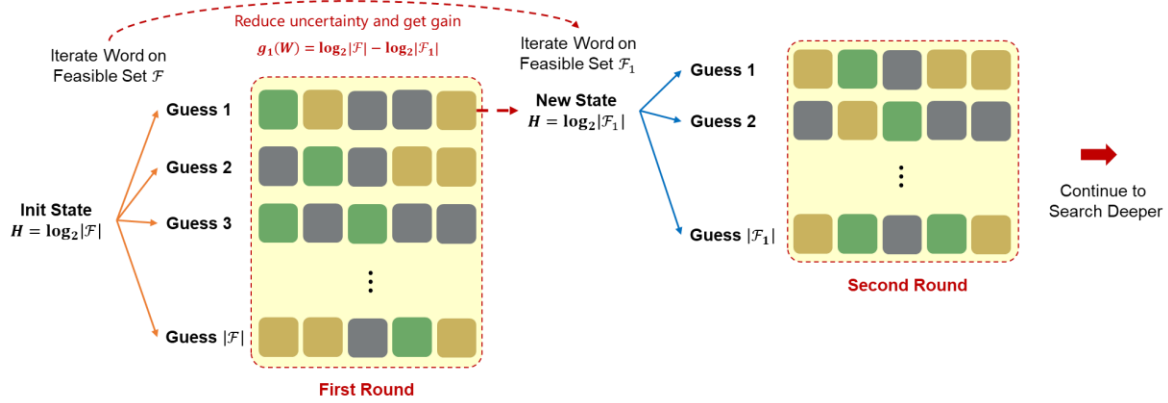 Reduce uncertainty and get gain
g₁(W) = log₂|ℱ| − log₂|ℱ₁|
Iterate Word on
Feasible Set ℱ
Iterate Word on
Feasible Set ℱ₁
Init State
H = log₂|ℱ|
Guess 1
Guess 2
Guess 3
⋮
Guess |ℱ|
First Round
New State
H = log₂|ℱ₁|
Guess 1
Guess 2
⋮
Guess |ℱ₁|
Second Round
Continue to
Search Deeper